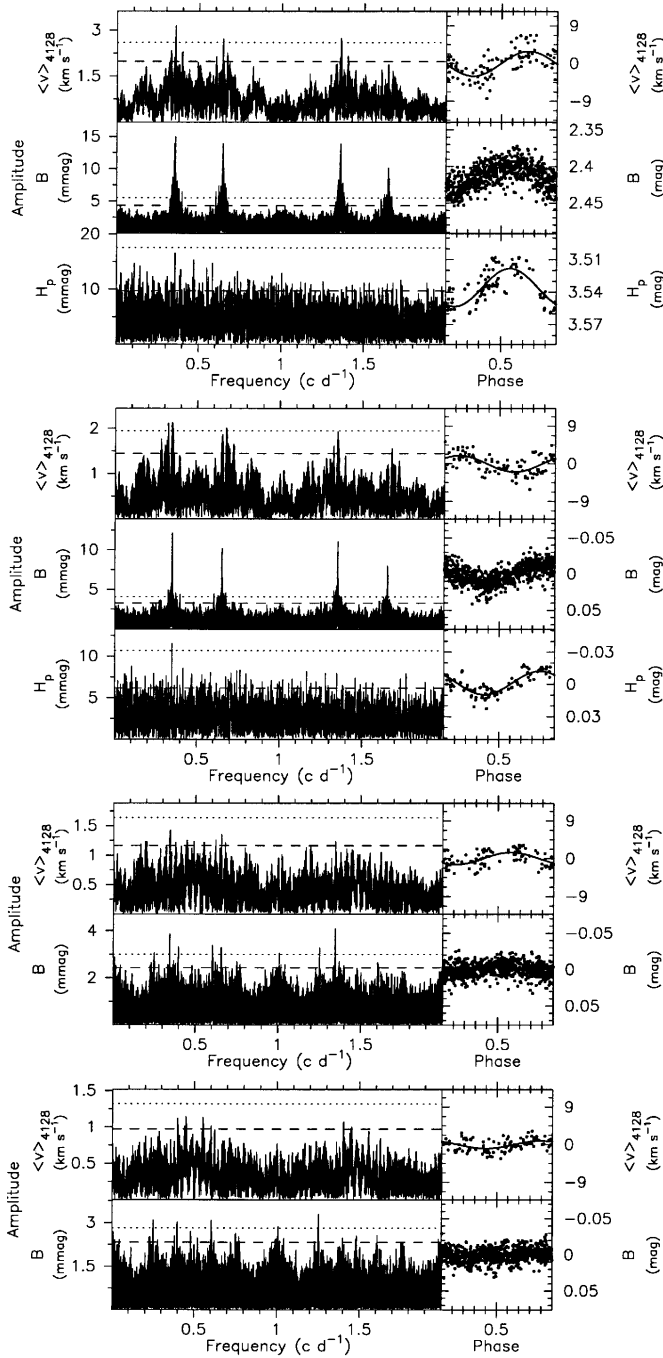 Amplitude
<v>4128
(km s−1)
3
1.5
9
0
−9
<v>4128
(km s−1)
B
(mmag)
15
10
5
2.35
2.4
2.45
B
(mag)
Hp
(mmag)
20
10
3.51
3.54
3.57
Hp
(mag)
0.5 1 1.5 0.5
Frequency (c d−1) Phase
Amplitude
<v>4128
(km s−1)
2
1
9
0
−9
<v>4128
(km s−1)
B
(mmag)
10
5
−0.05
0
0.05
B
(mag)
Hp
(mmag)
10
5
−0.03
0
0.03
Hp
(mag)
0.5 1 1.5 0.5
Frequency (c d−1) Phase
Amplitude
<v>4128
(km s−1)
1.5
1
0.5
9
0
−9
<v>4128
(km s−1)
B
(mmag)
4
2
−0.05
0
0.05
B
(mag)
0.5 1 1.5 0.5
Frequency (c d−1) Phase
Amplitude
<v>4128
(km s−1)
1.5
1
0.5
9
0
−9
<v>4128
(km s−1)
B
(mmag)
3
1.5
−0.05
0
0.05
B
(mag)
0.5 1 1.5 0.5
Frequency (c d−1) Phase